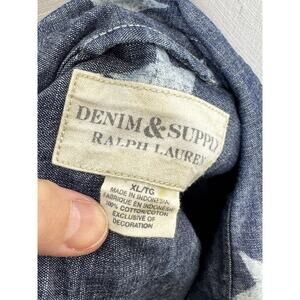 DENIM & SUPPLY
RALPH LAUREN
XL/TG
MADE IN INDONESIA
FABRIQUE EN INDONESIE
100% COTTON/COTON
EXCLUSIVE OF
DECORATION